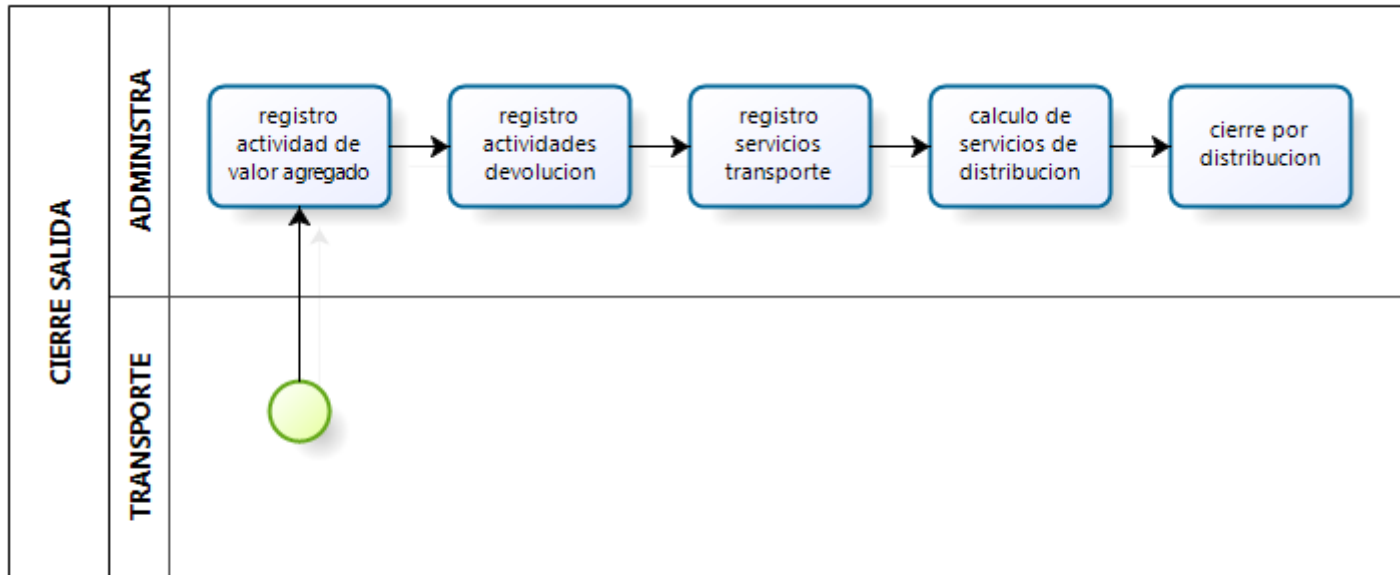 CIERRE SALIDA
ADMINISTRA
registro
actividad de
valor agregado
registro
actividades
devolucion
registro
servicios
transporte
calculo de
servicios de
distribucion
cierre por
distribucion
TRANSPORTE